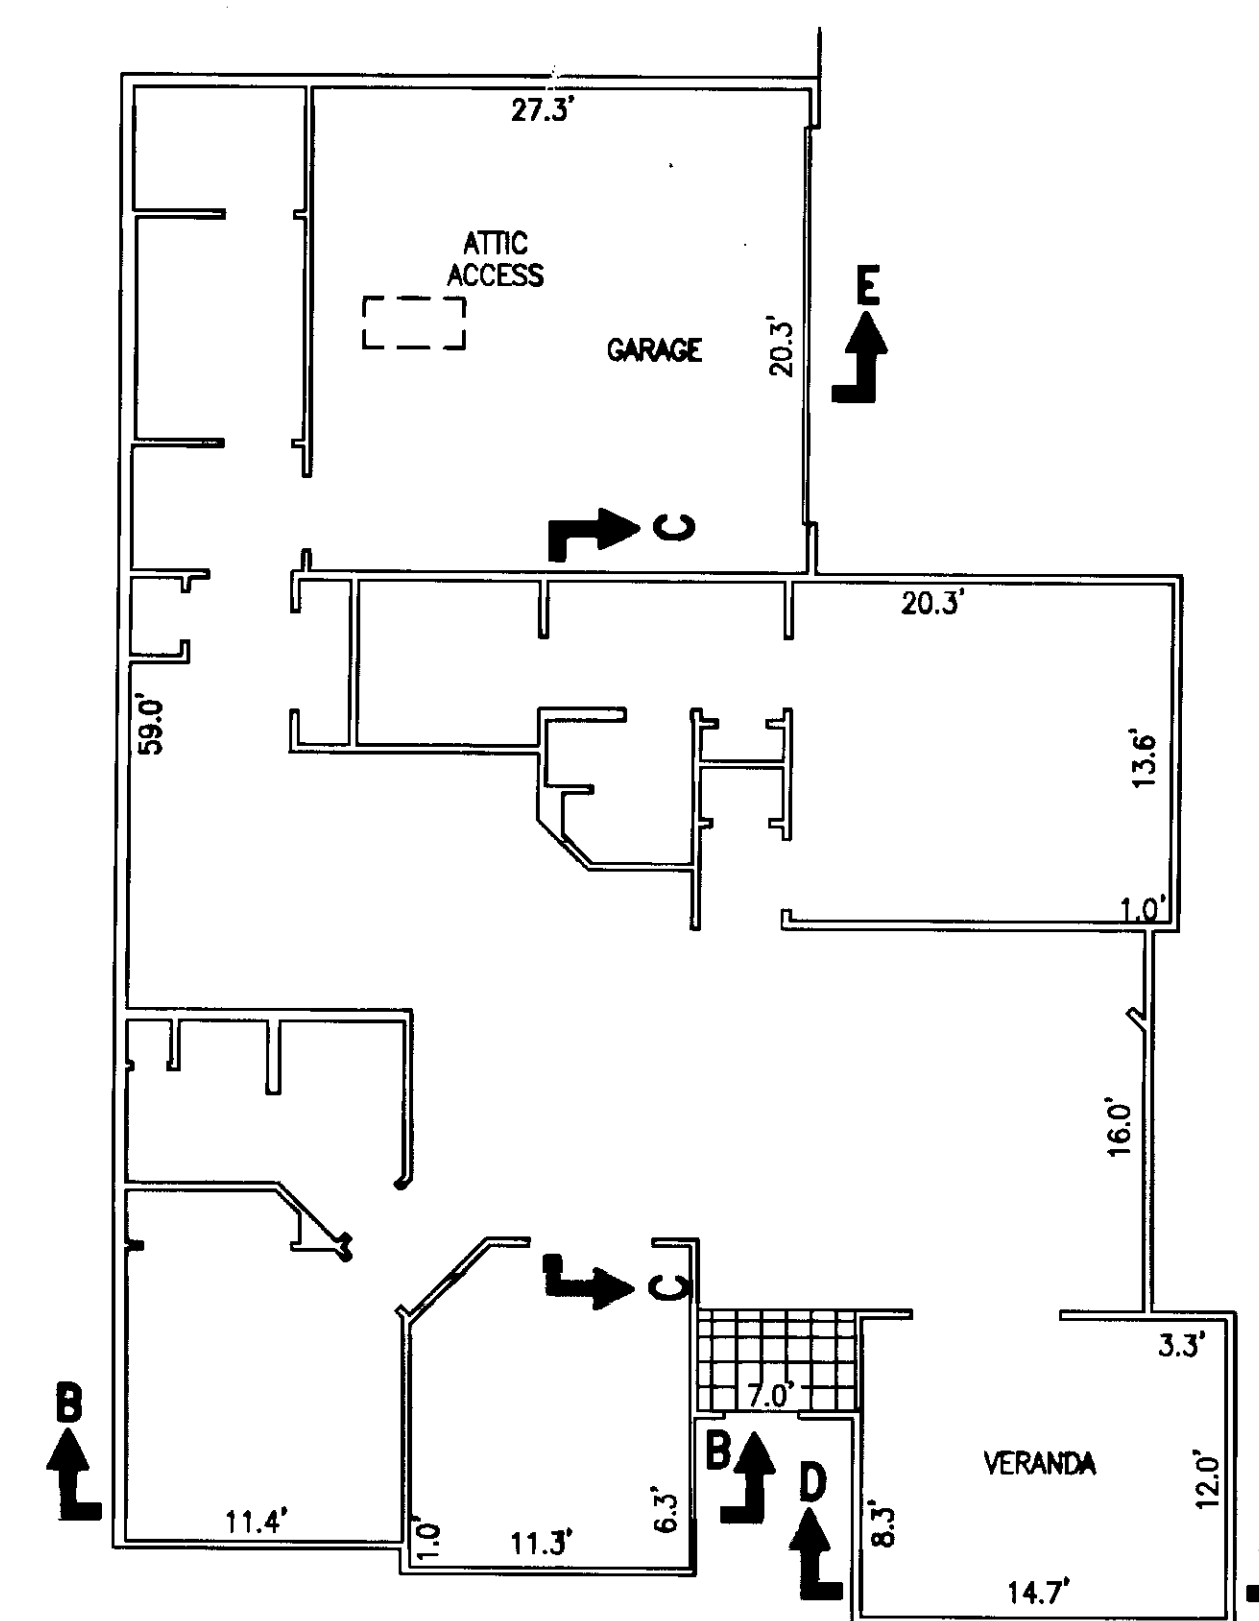 27.3'
ATTIC
ACCESS
GARAGE
20.3'
E
C
20.3'
59.0'
13.6'
1.0'
16.0'
C
3.3'
7.0'
B
B
D
VERANDA
12.0'
11.4'
1.0'
11.3'
6.3'
8.3'
14.7'